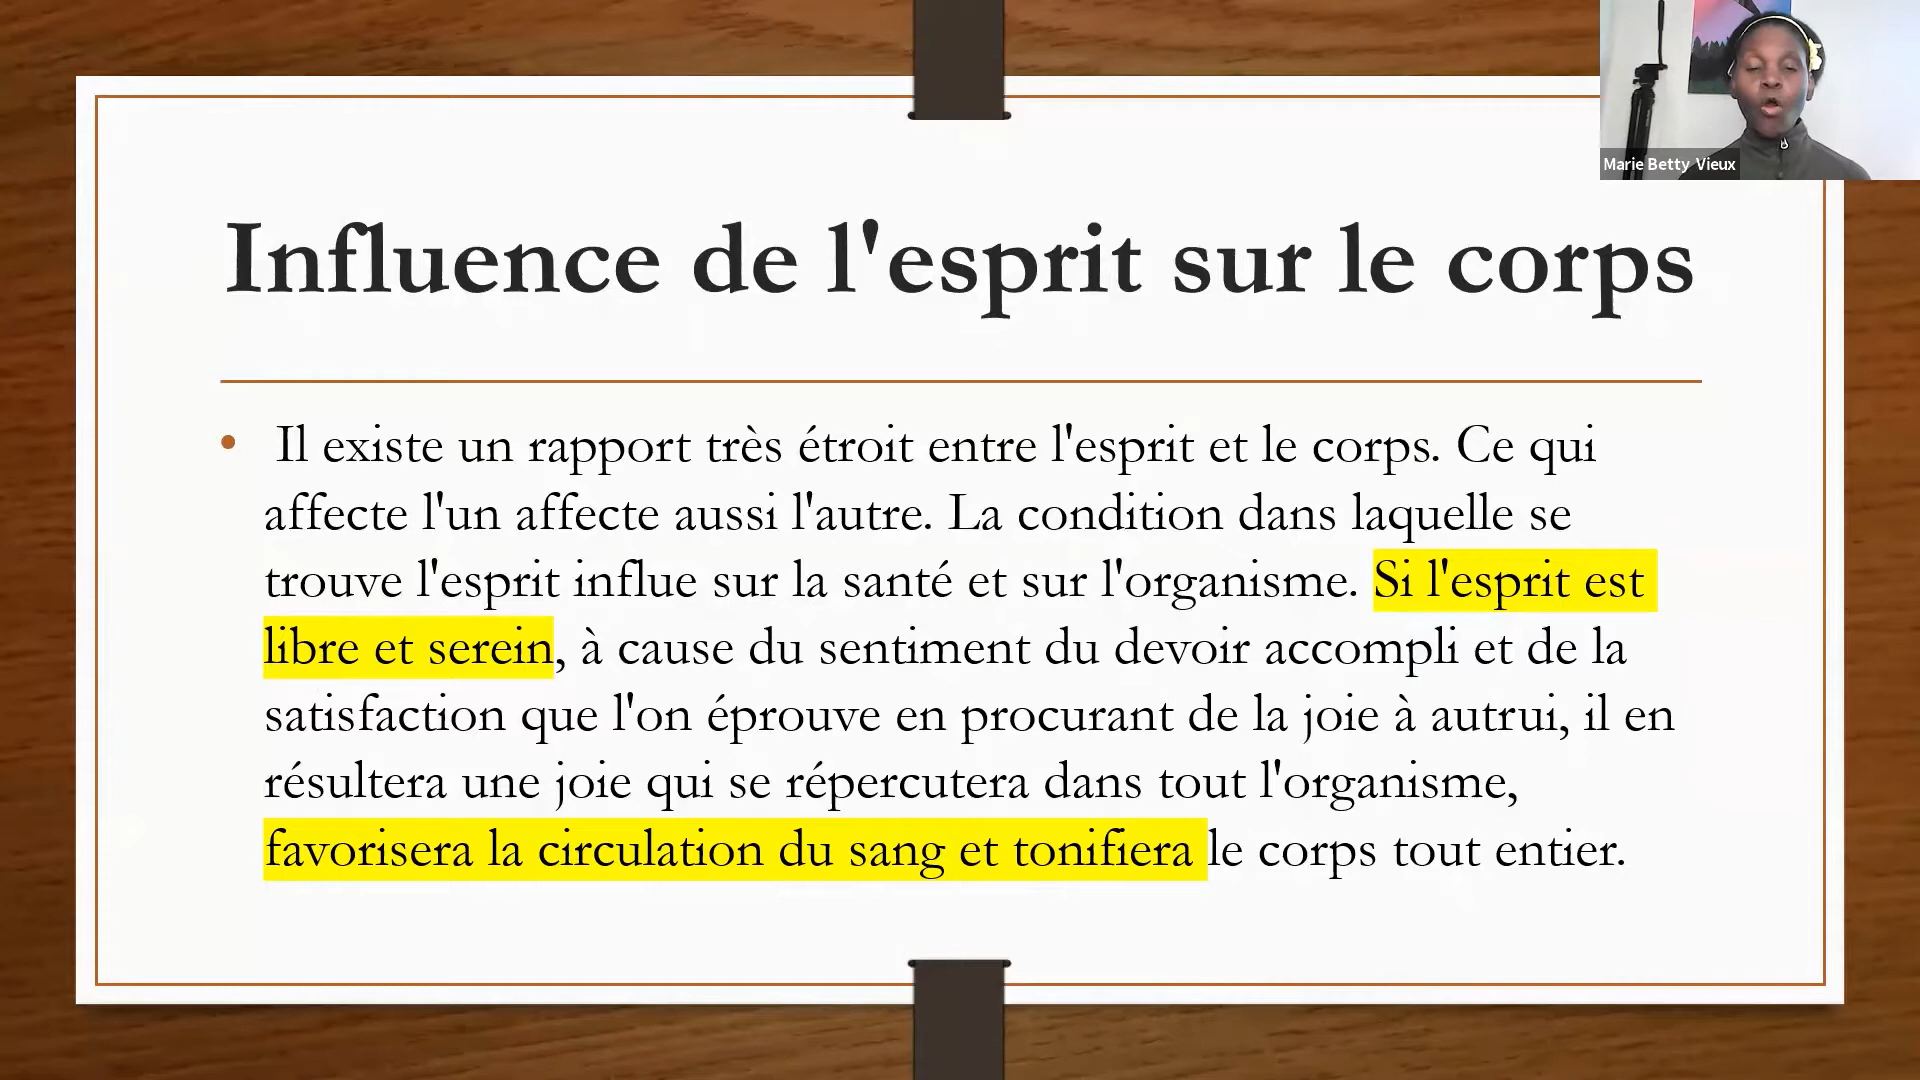 Marie Betty Vieux
Influence de l'esprit sur le corps
• Il existe un rapport très étroit entre l'esprit et le corps. Ce qui
affecte l'un affecte aussi l'autre. La condition dans laquelle se
trouve l'esprit influe sur la santé et sur l'organisme. Si l'esprit est
libre et serein, à cause du sentiment du devoir accompli et de la
satisfaction que l'on éprouve en procurant de la joie à autrui, il en
résultera une joie qui se répercutera dans tout l'organisme,
favorisera la circulation du sang et tonifiera le corps tout entier.